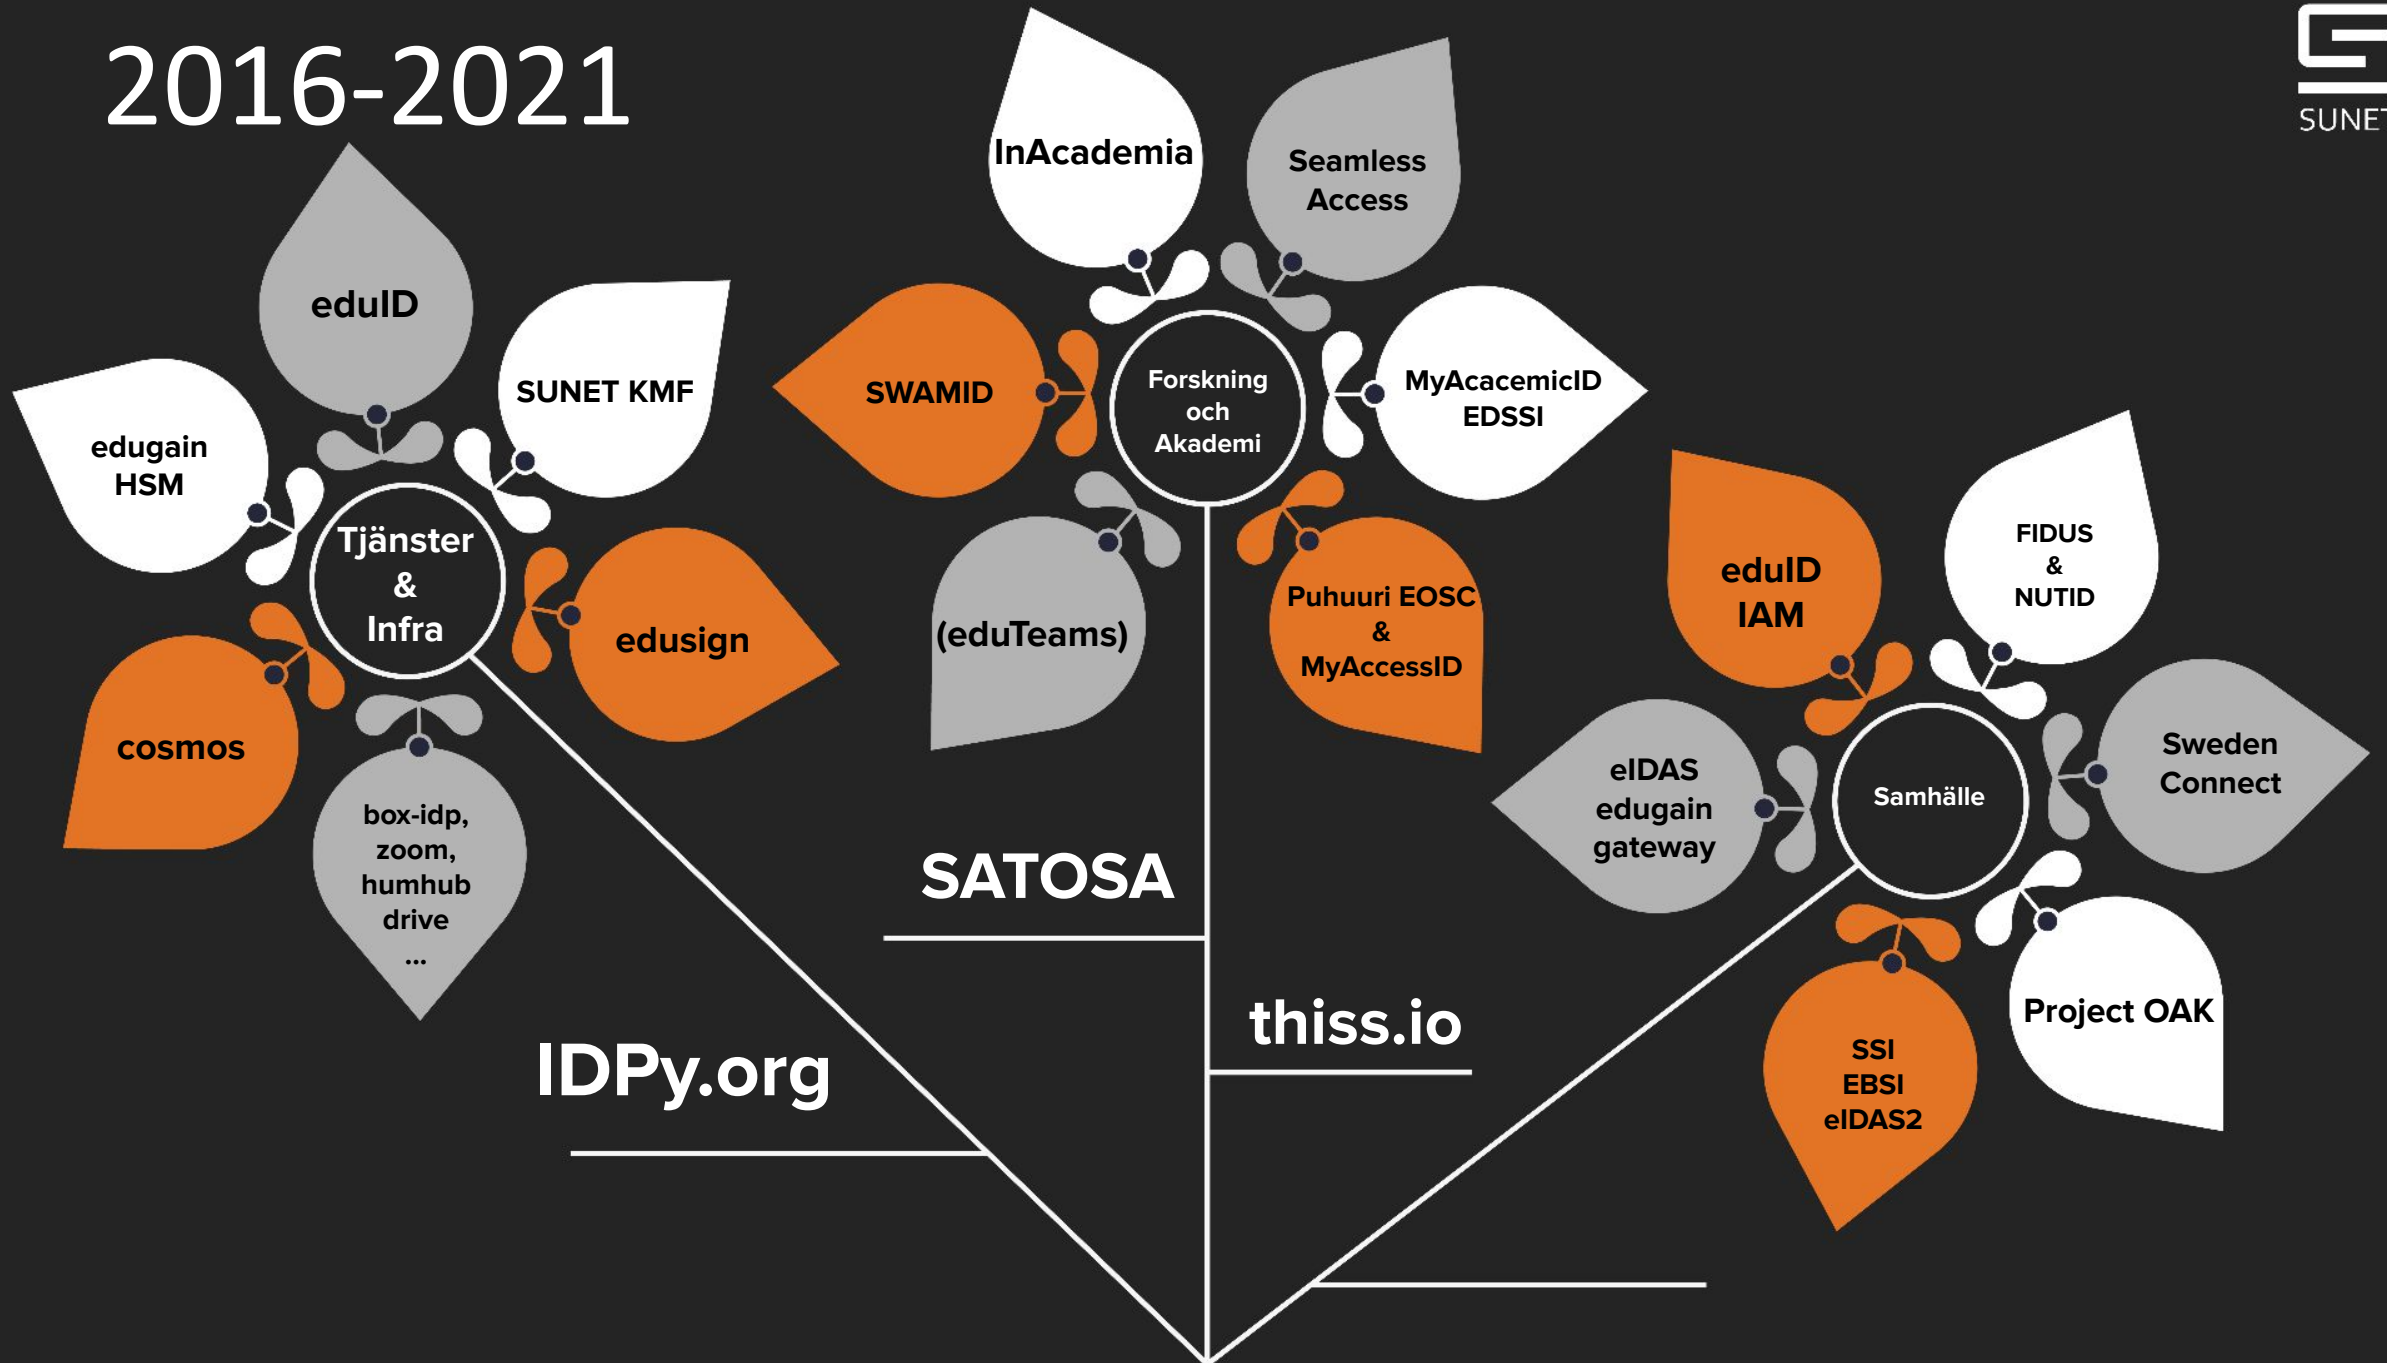 2016-2021
SUNET
eduID
SUNET KMF
edugain
HSM
Tjänster
&
Infra
edusign
cosmos
box-idp,
zoom,
humhub
drive
...
InAcademia
Seamless
Access
SWAMID
Forskning
och
Akademi
MyAcacemicID
EDSSI
(eduTeams)
Puhuuri EOSC
&
MyAccessID
eduID
IAM
FIDUS
&
NUTID
eIDAS
edugain
gateway
Samhälle
Sweden
Connect
SSI
EBSI
eIDAS2
Project OAK
SATOSA
thiss.io
IDPy.org